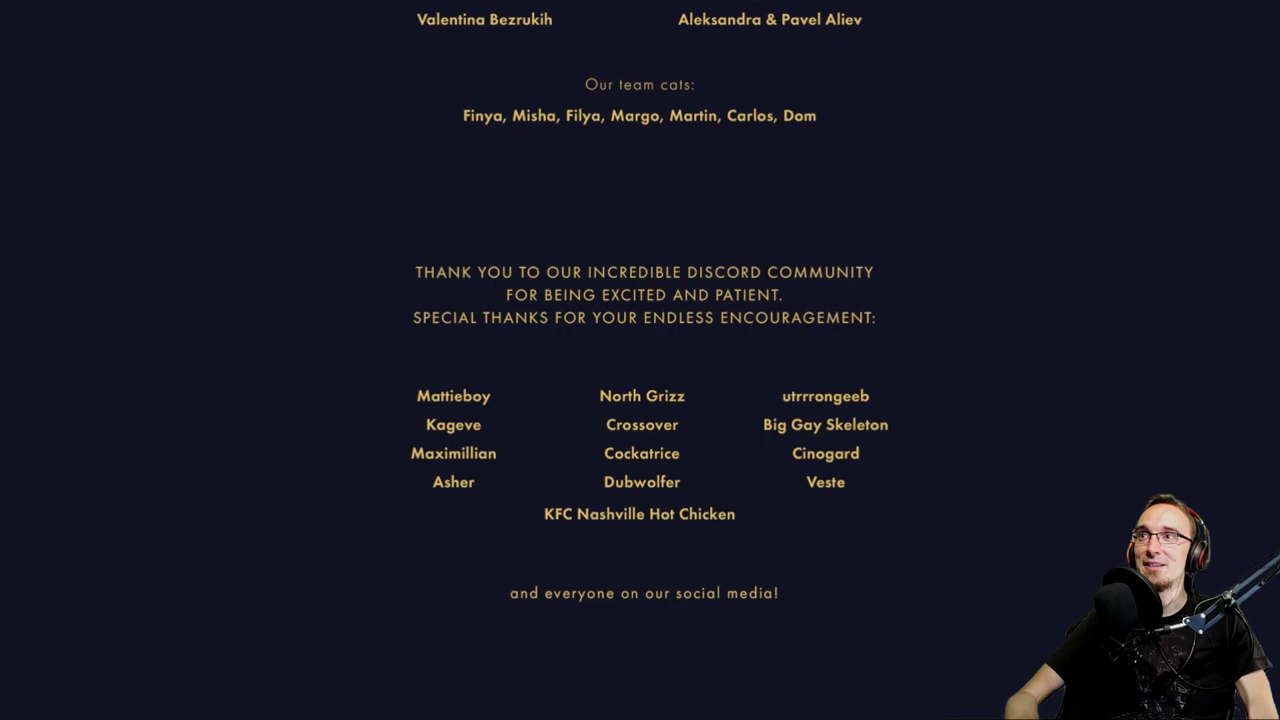 Valentina Bezrukih Aleksandra & Pavel Aliev
Our team cats:
Finya, Misha, Filya, Margo, Martin, Carlos, Dom
THANK YOU TO OUR INCREDIBLE DISCORD COMMUNITY
FOR BEING EXCITED AND PATIENT.
SPECIAL THANKS FOR YOUR ENDLESS ENCOURAGEMENT:
Mattieboy North Grizz utrrrongeeb
Kageve Crossover Big Gay Skeleton
Maximillian Cockatrice Cinogard
Asher Dubwolfer Veste
KFC Nashville Hot Chicken
and everyone on our social media!